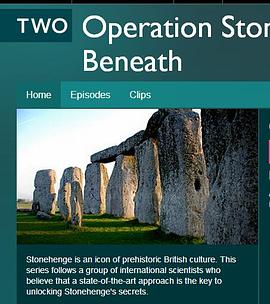 TWO
Operation Ston
Beneath
Home Episodes Clips
Stonehenge is an icon of prehistoric British culture. This
series follows a group of international scientists who
believe that a state-of-the-art approach is the key to
unlocking Stonehenge's secrets.